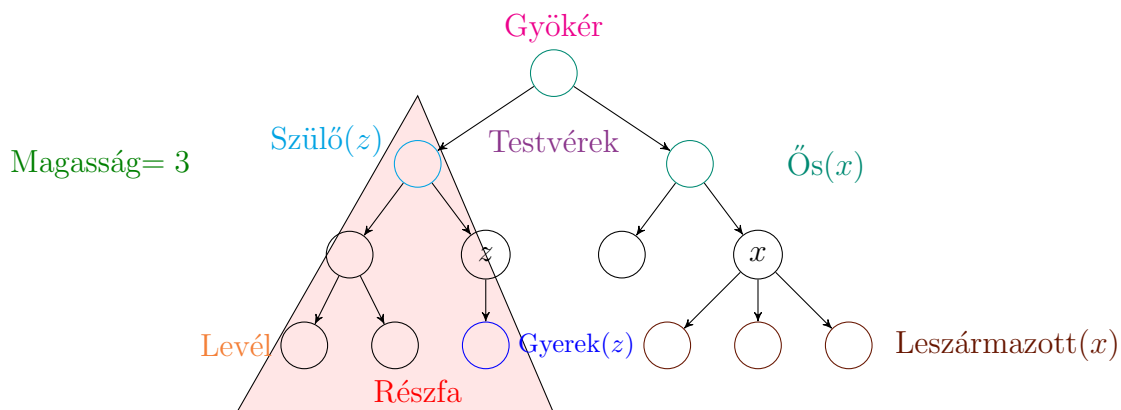 Gyökér
Szülő(z)
Testvérek
Magasság= 3
Ős(x)
z
x
Levél
Gyerek(z)
Leszármazott(x)
Részfa